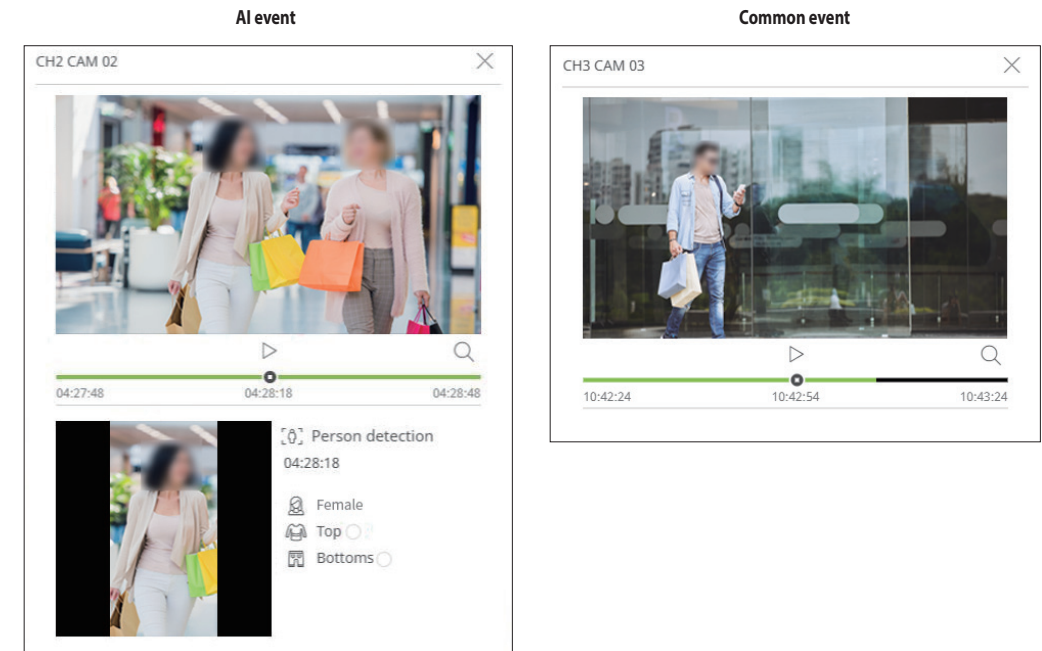 AI event
Common event
CH2 CAM 02
04:27:48 04:28:18 04:28:48
Person detection
04:28:18
Female
Top
Bottoms
CH3 CAM 03
10:42:24 10:42:54 10:43:24